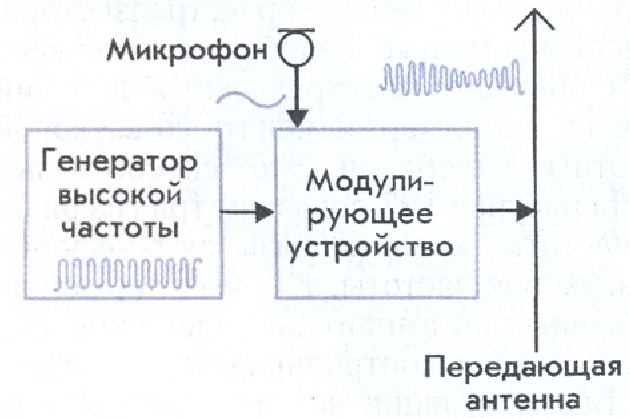 Микрофон
Генератор
высокой
частоты
Модули-
рующее
устройство
Передающая
антенна